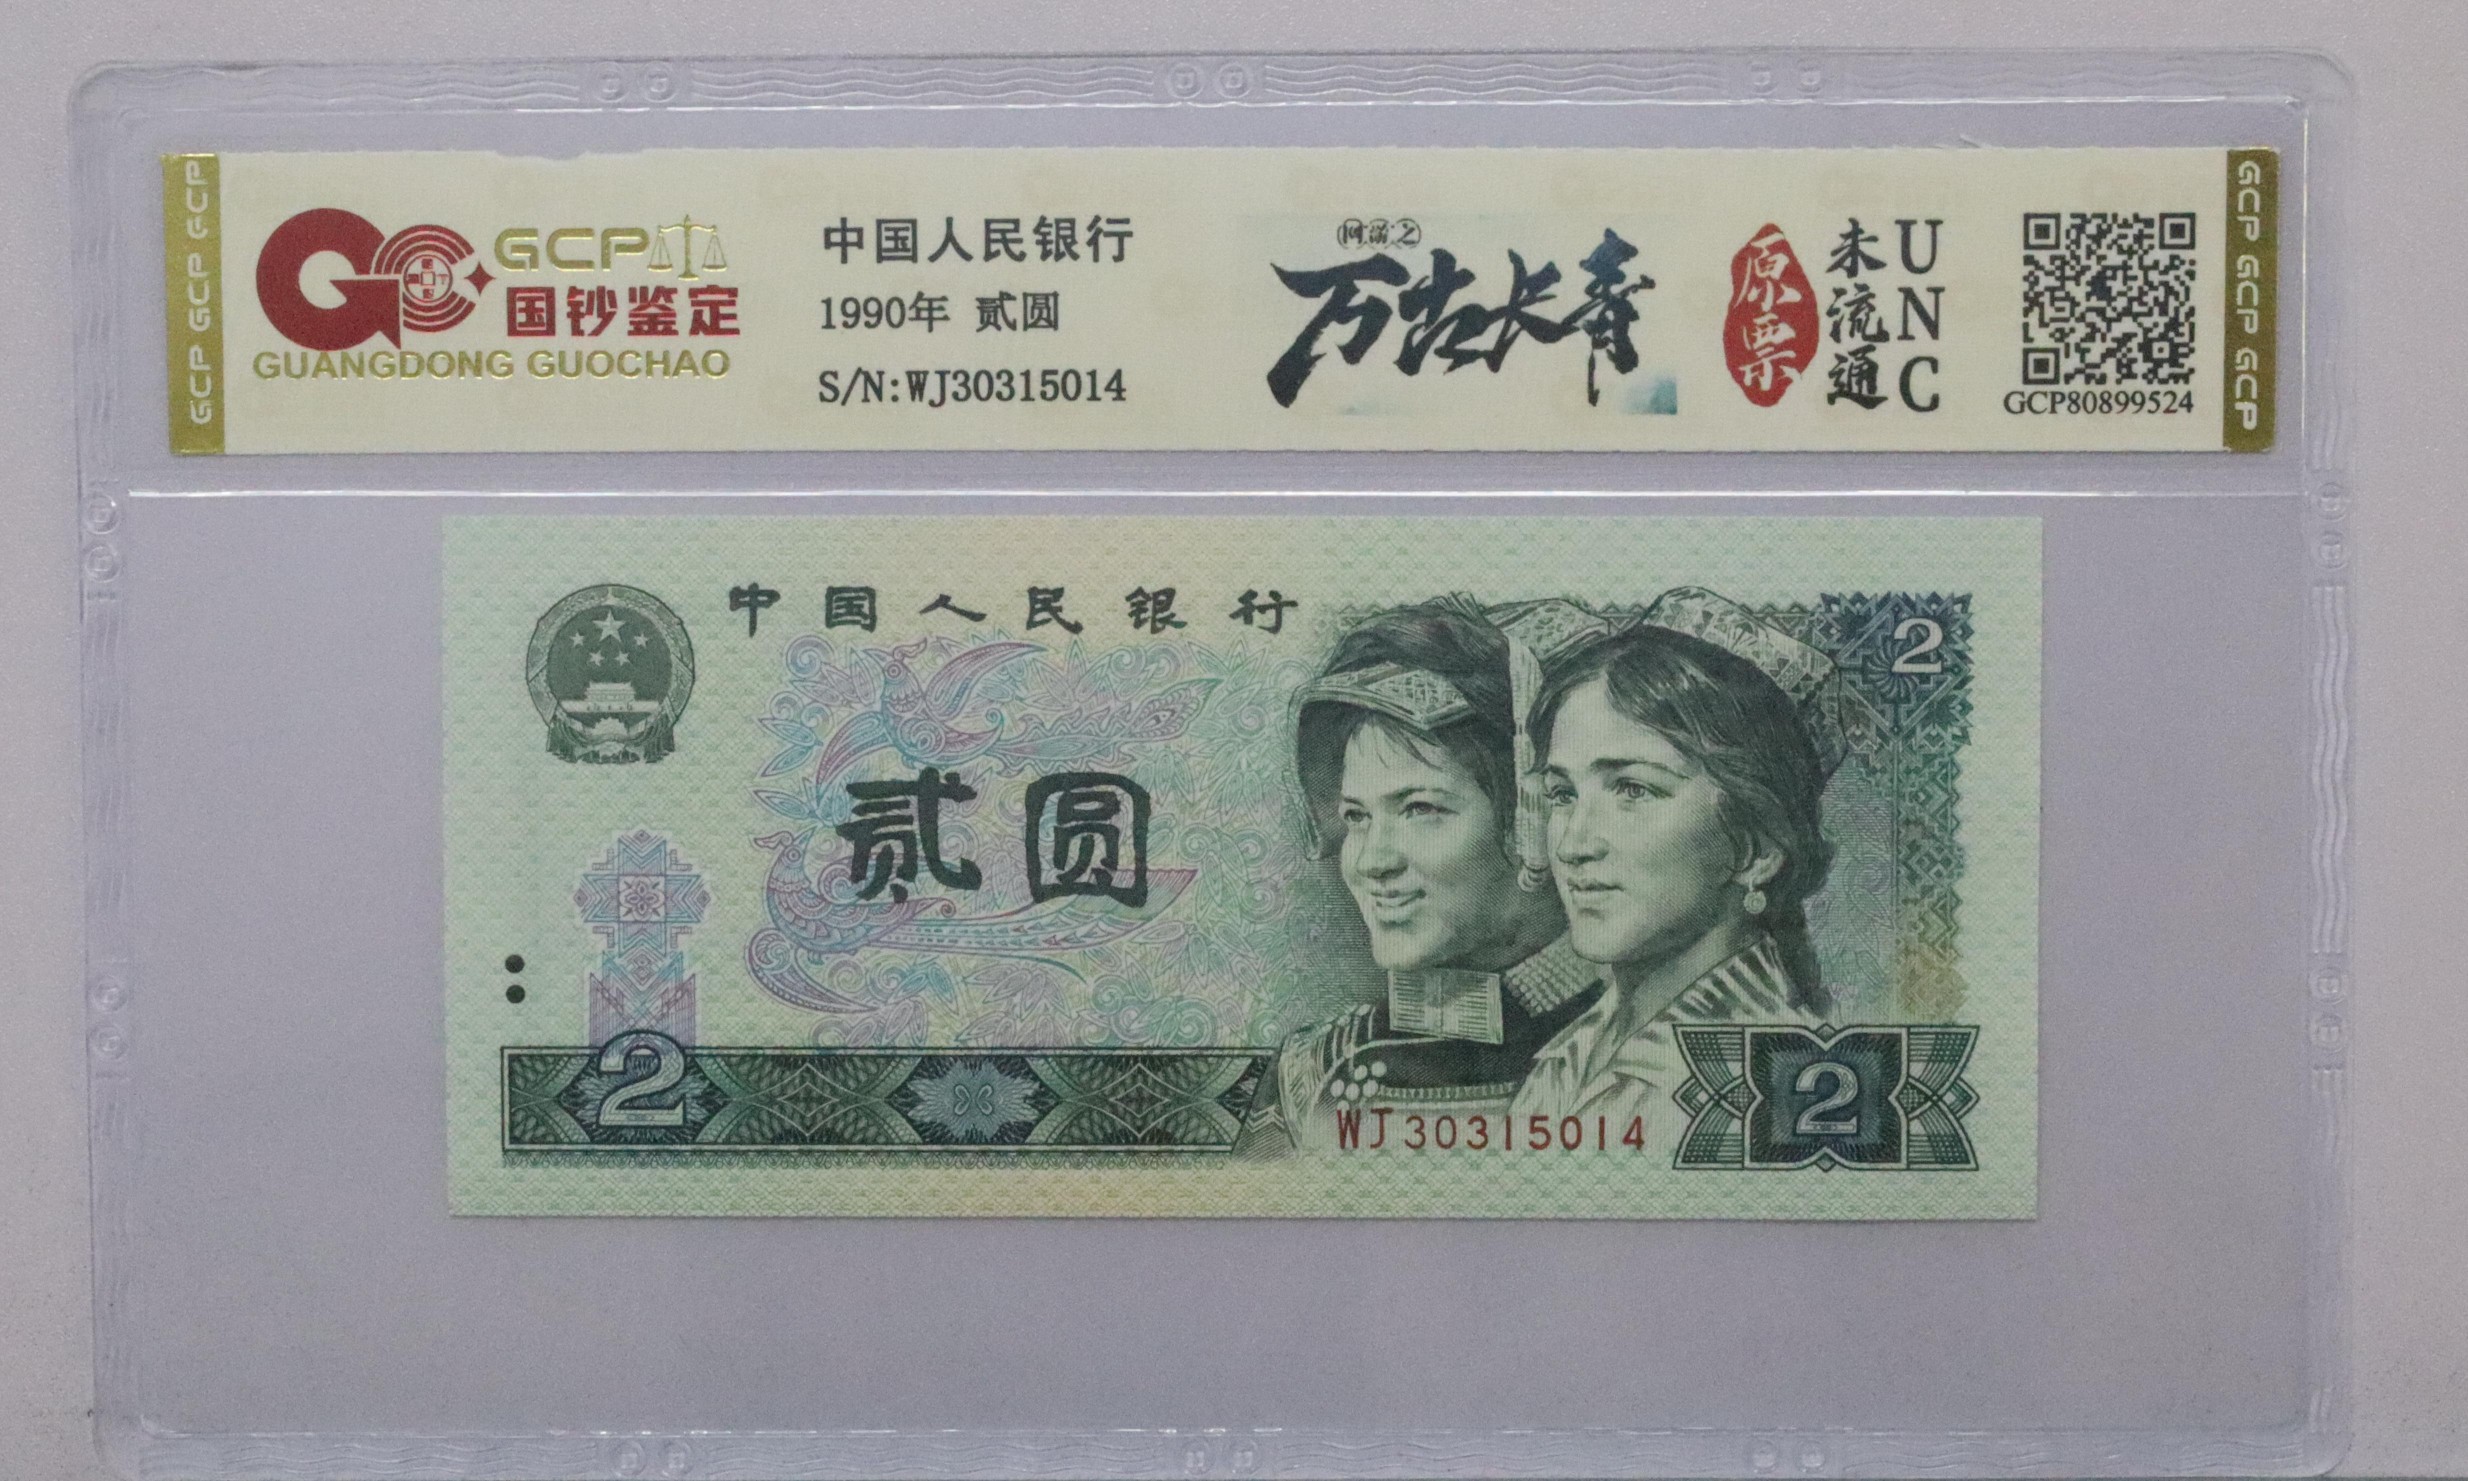 GCP GCP GCP
GCP
国钞鉴定
GUANGDONG GUOCHAO
中国人民银行
1990年 贰圆
S/N:WJ30315014
万古长青
原票
未流通
UNC
GCP80899524
GCP GCP GCP
中国人民银行
2
贰圆
2
WJ30315014
2